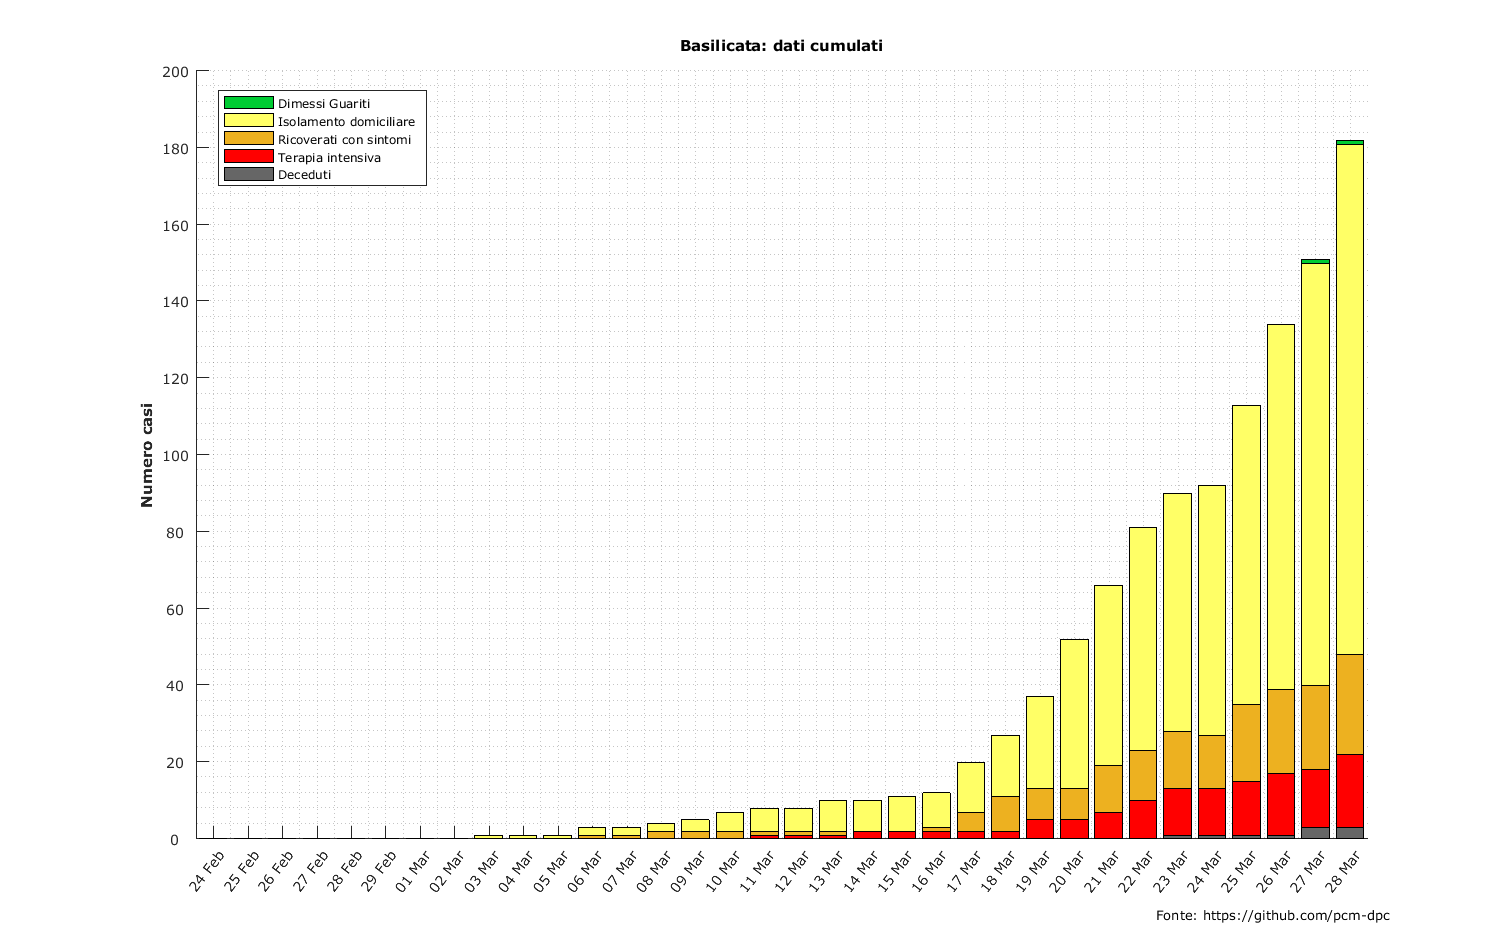 Basilicata: dati cumulati
200
180
160
140
120
100
80
60
40
20
0
Numero casi
Dimessi Guariti
Isolamento domiciliare
Ricoverati con sintomi
Terapia intensiva
Deceduti
24 Feb
25 Feb
26 Feb
27 Feb
28 Feb
29 Feb
01 Mar
02 Mar
03 Mar
04 Mar
05 Mar
06 Mar
07 Mar
08 Mar
09 Mar
10 Mar
11 Mar
12 Mar
13 Mar
14 Mar
15 Mar
16 Mar
17 Mar
18 Mar
19 Mar
20 Mar
21 Mar
22 Mar
23 Mar
24 Mar
25 Mar
26 Mar
27 Mar
28 Mar
Fonte: https://github.com/pcm-dpc